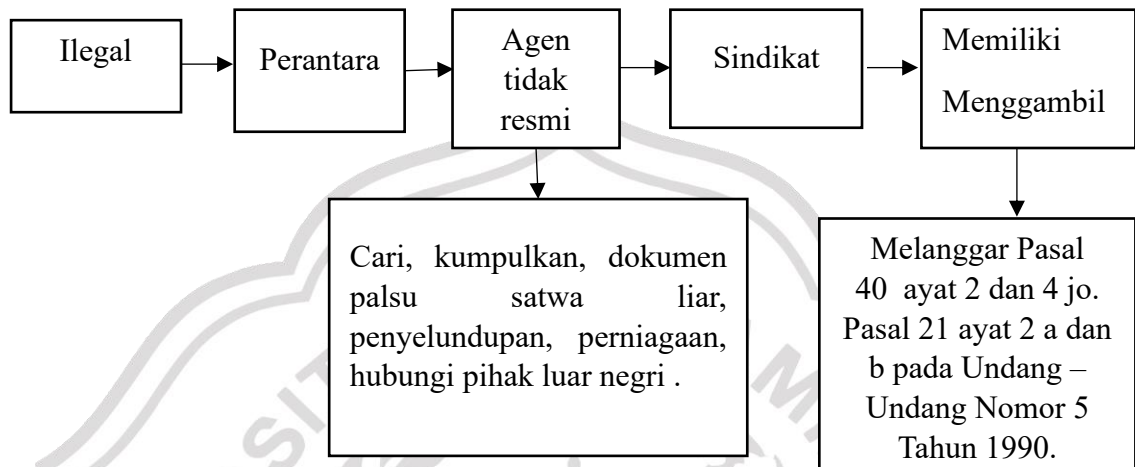 Ilegal
Perantara
Agen
tidak
resmi
Sindikat
Memiliki
Menggambil
Cari, kumpulkan, dokumen
palsu satwa liar,
penyelundupan, perniagaan,
hubungi pihak luar negri .
Melanggar Pasal
40 ayat 2 dan 4 jo.
Pasal 21 ayat 2 a dan
b pada Undang –
Undang Nomor 5
Tahun 1990.